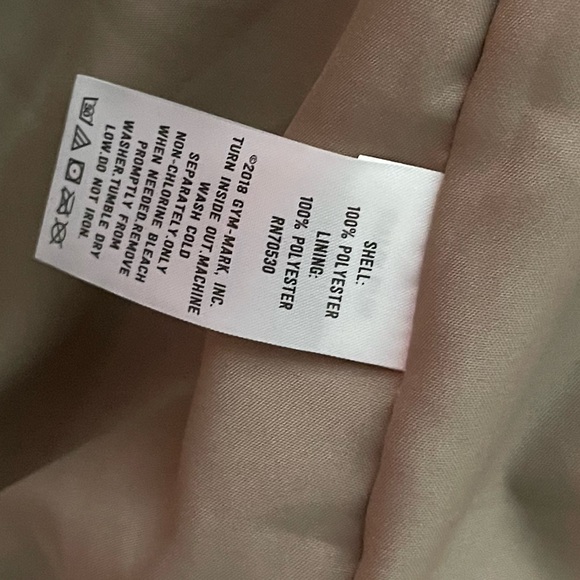 SHELL:
100% POLYESTER
LINING:
100% POLYESTER
RN70530
©2018 GYM-MARK, INC.
TURN INSIDE OUT.MACHINE
WASH COLD
SEPARATELY.ONLY
NON-CHLORINE BLEACH
WHEN NEEDED.REMOVE
PROMPTLY FROM
WASHER.TUMBLE DRY
LOW.DO NOT IRON.
30